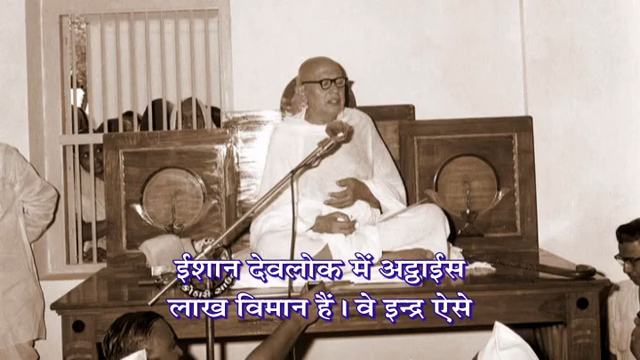 ईशान देवलोक में अट्ठाईस
लाख विमान हैं। वे इन्द्र ऐसे